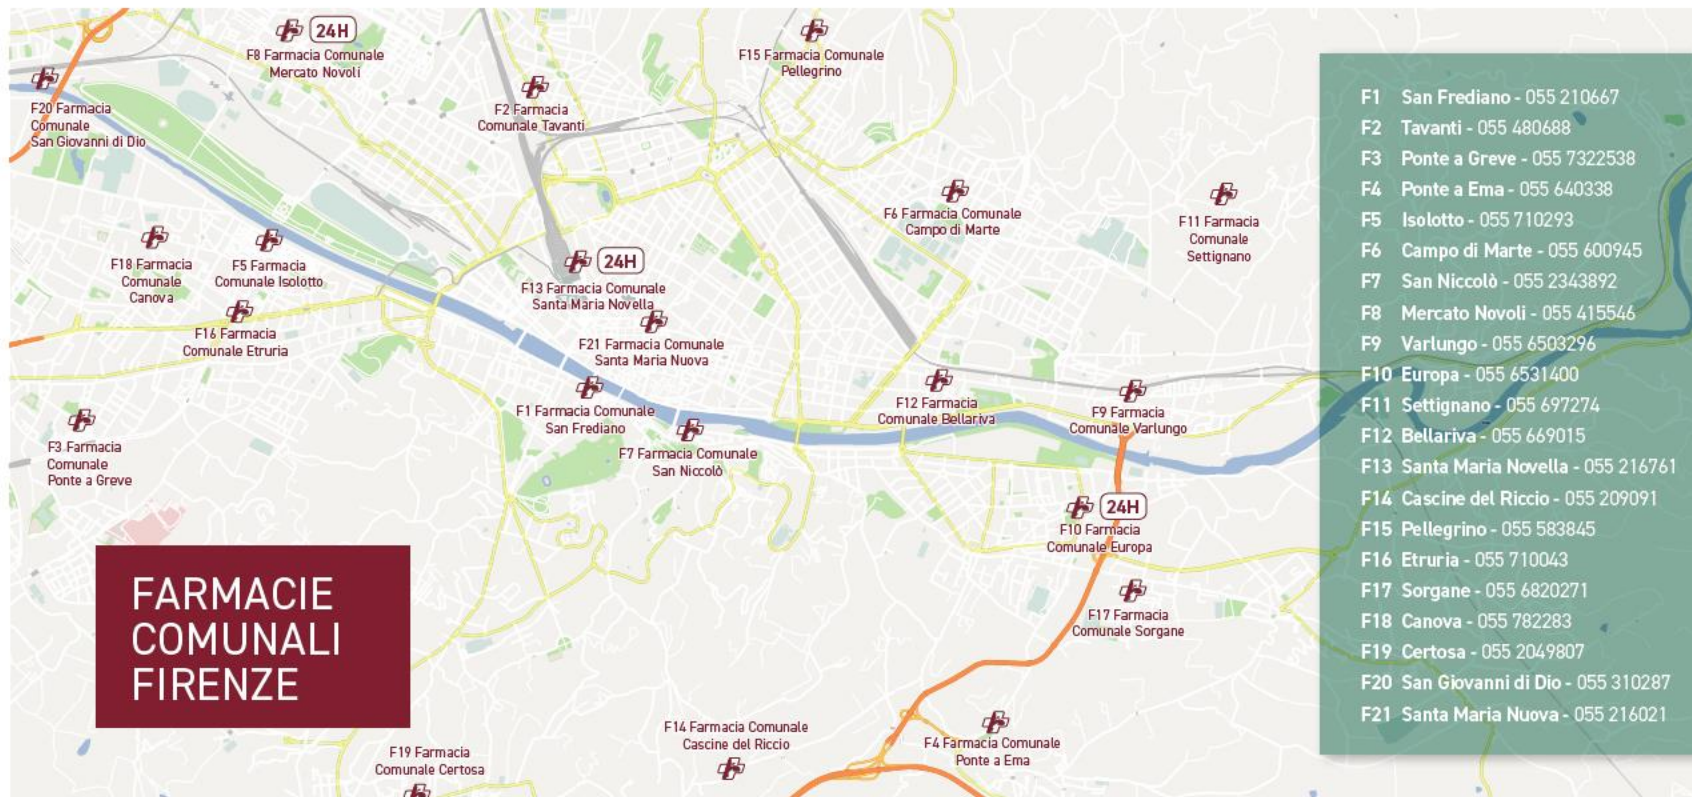 24H
F8 Farmacia Comunale
Mercato Novoli
F15 Farmacia Comunale
Pellegrino
F20 Farmacia
Comunale
San Giovanni di Dio
F2 Farmacia
Comunale Tavanti
F6 Farmacia Comunale
Campo di Marte
F11 Farmacia
Comunale
Settignano
F18 Farmacia
Comunale
Canova
F5 Farmacia
Comunale Isolotto
24H
F13 Farmacia Comunale
Santa Maria Novella
F16 Farmacia
Comunale Etruria
F21 Farmacia Comunale
Santa Maria Nuova
F1 Farmacia Comunale
San Frediano
F12 Farmacia
Comunale Bellariva
F9 Farmacia
Comunale Varlungo
F3 Farmacia
Comunale
Ponte a Greve
F7 Farmacia Comunale
San Niccolò
24H
F10 Farmacia
Comunale Europa
F17 Farmacia
Comunale Sorgane
FARMACIE
COMUNALI
FIRENZE
F14 Farmacia Comunale
Cascine del Riccio
F4 Farmacia Comunale
Ponte a Ema
F19 Farmacia
Comunale Certosa
F1 San Frediano - 055 210667
F2 Tavanti - 055 480688
F3 Ponte a Greve - 055 7322538
F4 Ponte a Ema - 055 640338
F5 Isolotto - 055 710293
F6 Campo di Marte - 055 600945
F7 San Niccolò - 055 2343892
F8 Mercato Novoli - 055 415546
F9 Varlungo - 055 6503296
F10 Europa - 055 6531400
F11 Settignano - 055 697274
F12 Bellariva - 055 669015
F13 Santa Maria Novella - 055 216761
F14 Cascine del Riccio - 055 209091
F15 Pellegrino - 055 583845
F16 Etruria - 055 710043
F17 Sorgane - 055 6820271
F18 Canova - 055 782283
F19 Certosa - 055 2049807
F20 San Giovanni di Dio - 055 310287
F21 Santa Maria Nuova - 055 216021